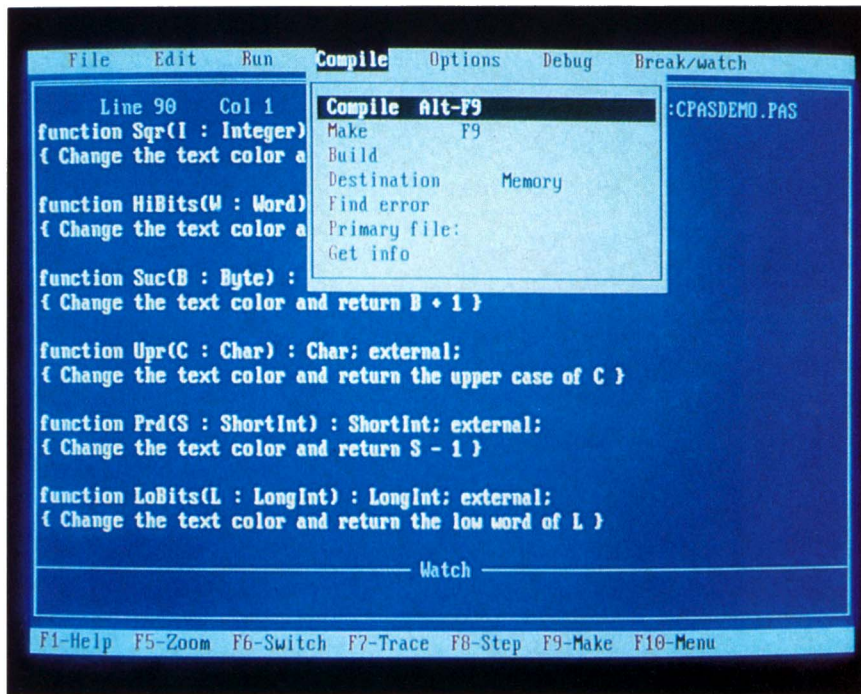 File Edit Run Compile Options Debug Break/watch
Line 90 Col 1 :CPASDEMO.PAS
Compile Alt-F9
Make F9
Build
Destination Memory
Find error
Primary file:
Get info
function Sqr(I : Integer)
{ Change the text color a
function HiBits(W : Word)
{ Change the text color a
function Suc(B : Byte) :
{ Change the text color and return B + 1 }
function Upr(C : Char) : Char; external;
{ Change the text color and return the upper case of C }
function Prd(S : ShortInt) : ShortInt; external;
{ Change the text color and return S - 1 }
function LoBits(L : LongInt) : LongInt; external;
{ Change the text color and return the low word of L }
Watch
F1-Help F5-Zoom F6-Switch F7-Trace F8-Step F9-Make F10-Menu